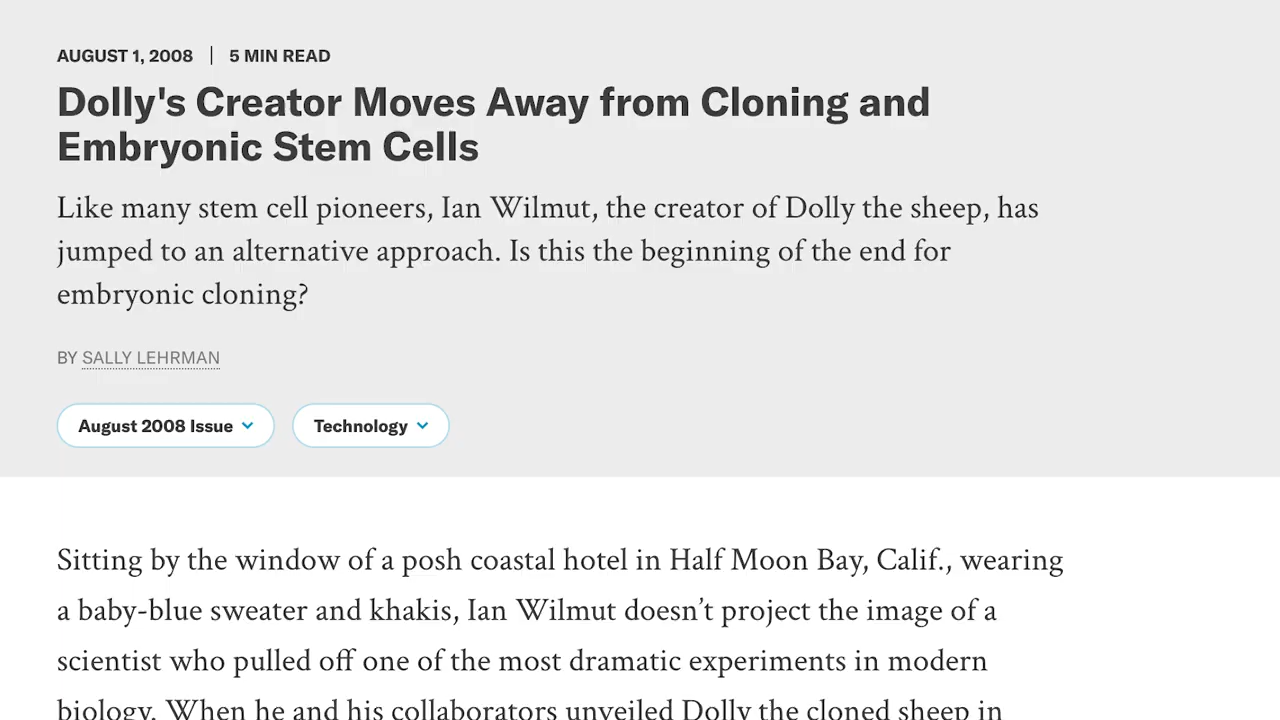 AUGUST 1, 2008 | 5 MIN READ
Dolly's Creator Moves Away from Cloning and
Embryonic Stem Cells
Like many stem cell pioneers, Ian Wilmut, the creator of Dolly the sheep, has
jumped to an alternative approach. Is this the beginning of the end for
embryonic cloning?
BY SALLY LEHRMAN
August 2008 Issue Technology
Sitting by the window of a posh coastal hotel in Half Moon Bay, Calif., wearing
a baby-blue sweater and khakis, Ian Wilmut doesn’t project the image of a
scientist who pulled off one of the most dramatic experiments in modern
biology. When he and his collaborators unveiled Dolly the cloned sheep in